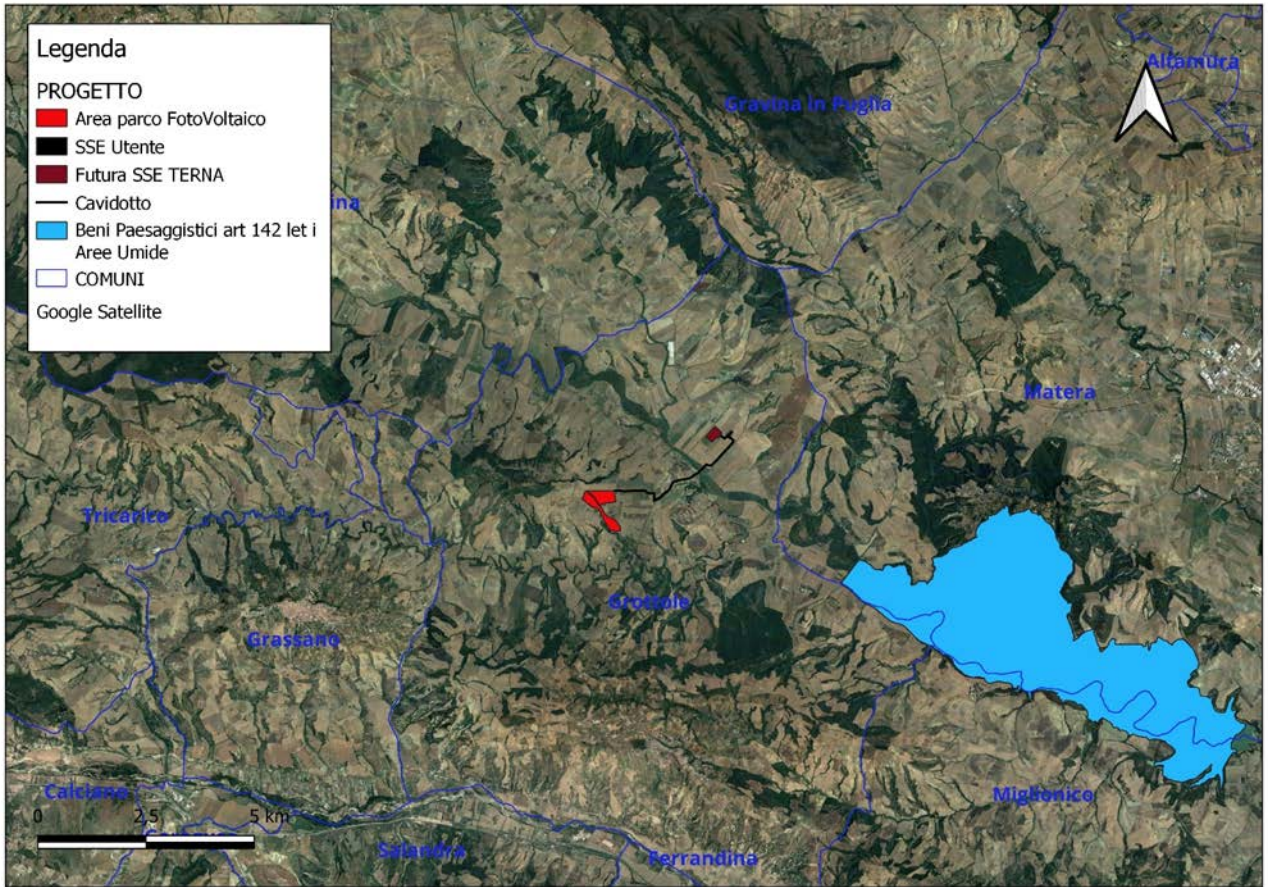 Legenda
PROGETTO
Area parco FotoVoltaico
SSE Utente
Futura SSE TERNA
Cavidotto
Beni Paesaggistici art 142 let i
Aree Umide
COMUNI
Google Satellite
Altamura
Gravina in Puglia
ina
Matera
Tricarico
Grottole
Grassano
Calciano
Miglionico
0 2,5 5 km
Salandra
Ferrandina